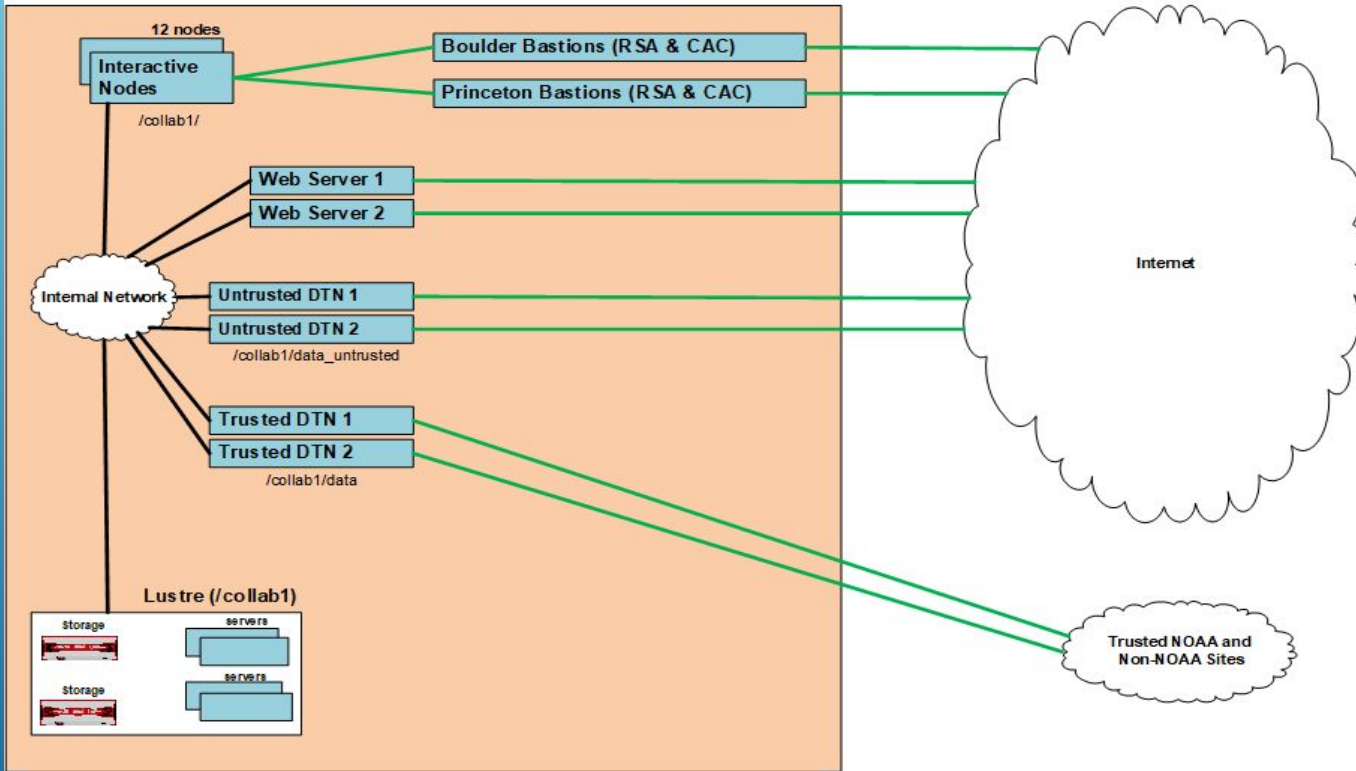 12 nodes
Interactive
Nodes
/collab1/
Boulder Bastions (RSA & CAC)
Princeton Bastions (RSA & CAC)
Web Server 1
Web Server 2
Internal Network
Untrusted DTN 1
Untrusted DTN 2
/collab1/data_untrusted
Trusted DTN 1
Trusted DTN 2
/collab1/data
Internet
Lustre (/collab1)
Storage
servers
Storage
servers
Trusted NOAA and
Non-NOAA Sites